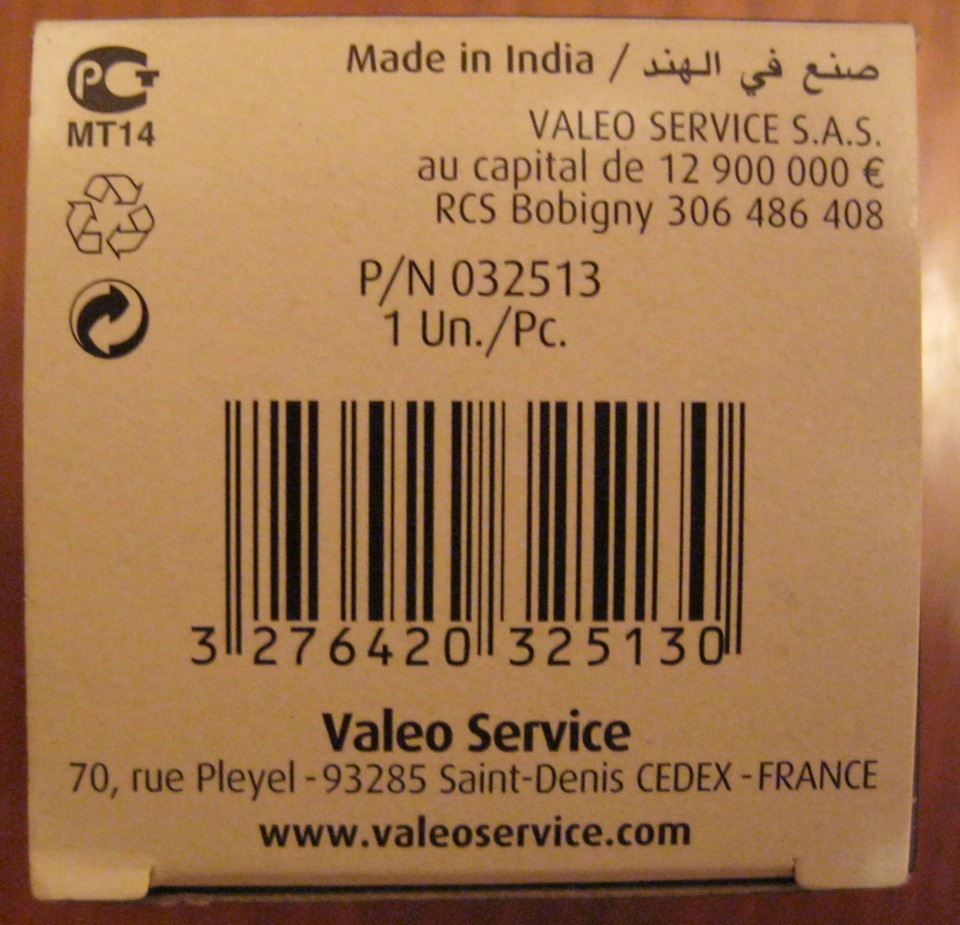 Made in India / صنع في الهند
PCT
MT14
VALEO SERVICE S.A.S.
au capital de 12 900 000 €
RCS Bobigny 306 486 408
P/N 032513
1 Un./Pc.
3 276420 325130
Valeo Service
70, rue Pleyel - 93285 Saint-Denis CEDEX - FRANCE
www.valeoservice.com